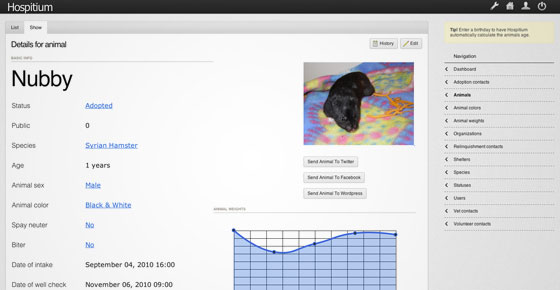 Hospitium
List
Show
Details for animal
History
Edit
BASIC INFO
Nubby
Status Adopted
Public 0
Species Syrian Hamster
Age 1 years
Animal sex Male
Animal color Black & White
Spay neuter No
Biter No
Date of intake September 04, 2010 16:00
Date of well check November 06, 2010 09:00
Send Animal To Twitter
Send Animal To Facebook
Send Animal To Wordpress
ANIMAL WEIGHTS
Tip! Enter a birthday to have Hospitium
automatically calculate the animals age.
Navigation
Dashboard
Adoption contacts
Animals
Animal colors
Animal weights
Organizations
Relinquishment contacts
Shelters
Species
Statuses
Users
Vet contacts
Volunteer contacts